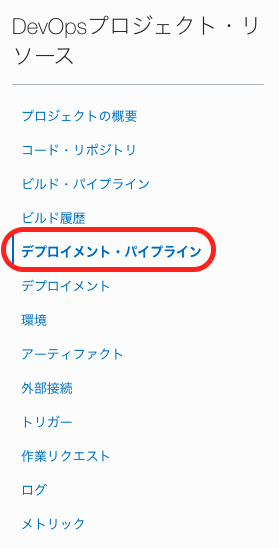 DevOpsプロジェクト・リ
ソース
プロジェクトの概要
コード・リポジトリ
ビルド・パイプライン
ビルド履歴
デプロイメント・パイプライン
デプロイメント
環境
アーティファクト
外部接続
トリガー
作業リクエスト
ログ
メトリック